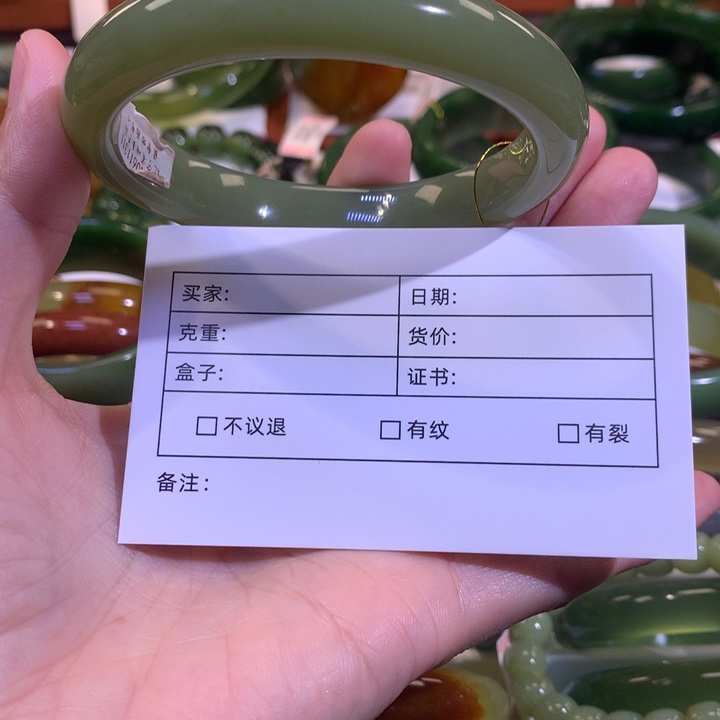 买家: 日期:
克重: 货价:
盒子: 证书:
□不议退 □有纹 □有裂
备注: